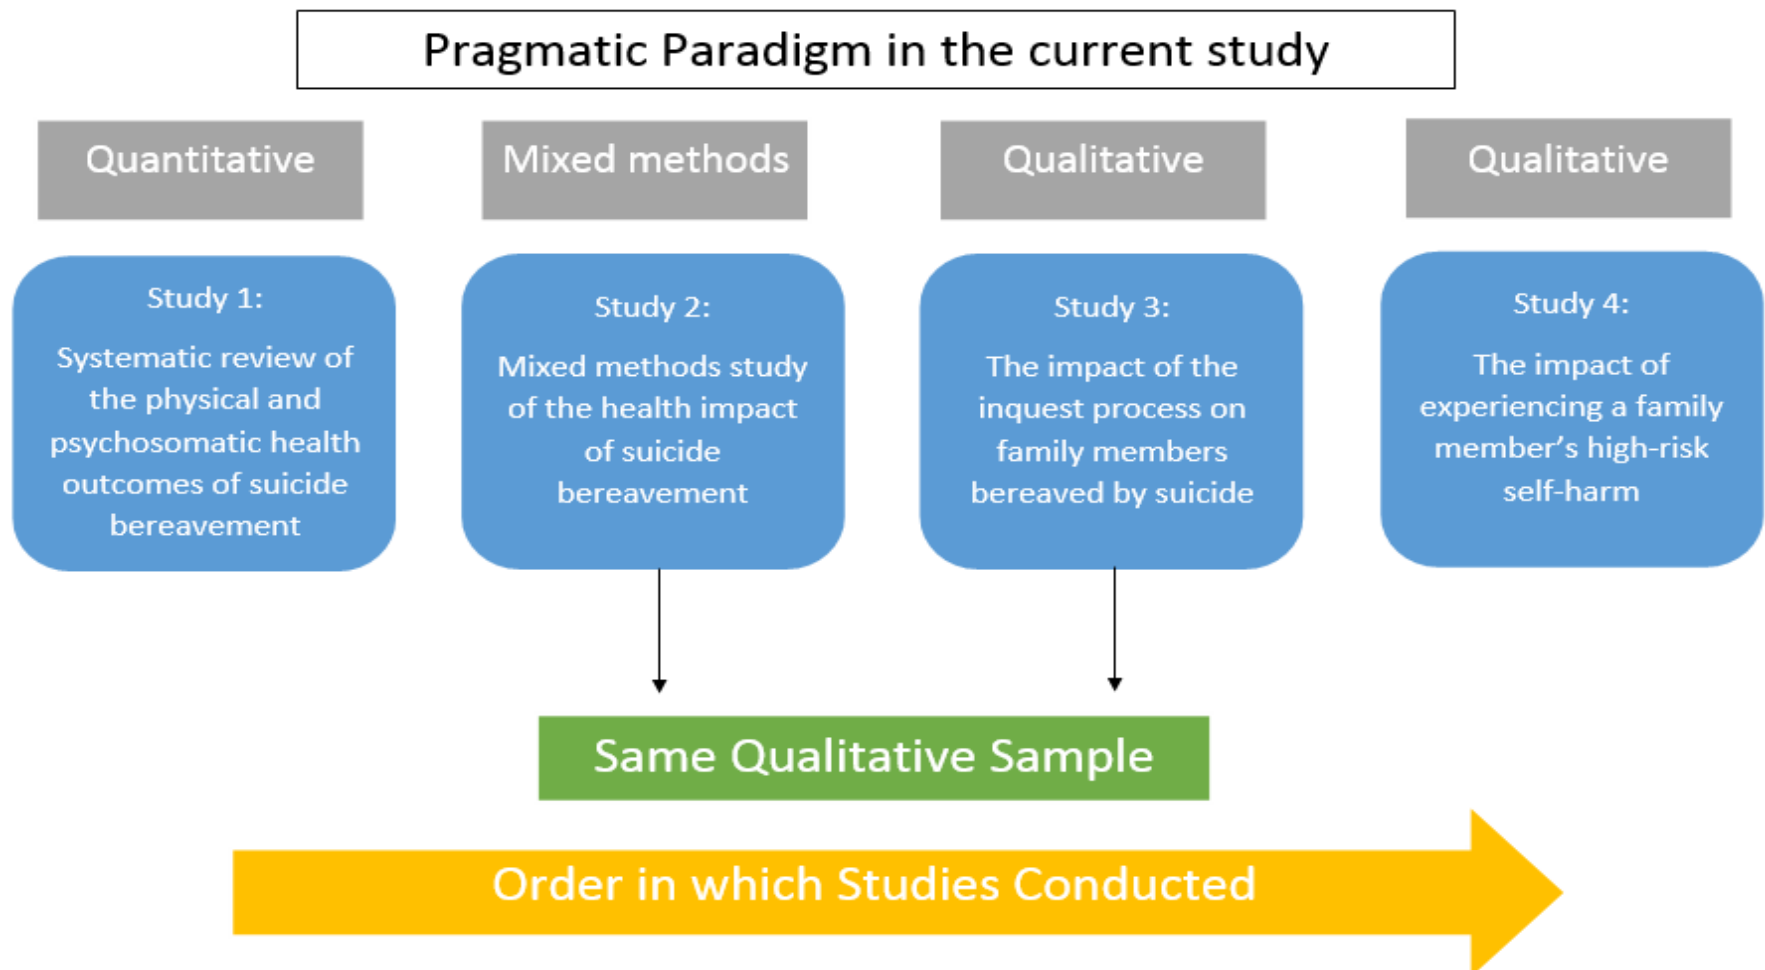 Pragmatic Paradigm in the current study
Quantitative
Mixed methods
Qualitative
Qualitative
Study 1:
Systematic review of
the physical and
psychosomatic health
outcomes of suicide
bereavement
Study 2:
Mixed methods study
of the health impact
of suicide
bereavement
Study 3:
The impact of the
inquest process on
family members
bereaved by suicide
Study 4:
The impact of
experiencing a family
member’s high-risk
self-harm
Same Qualitative Sample
Order in which Studies Conducted